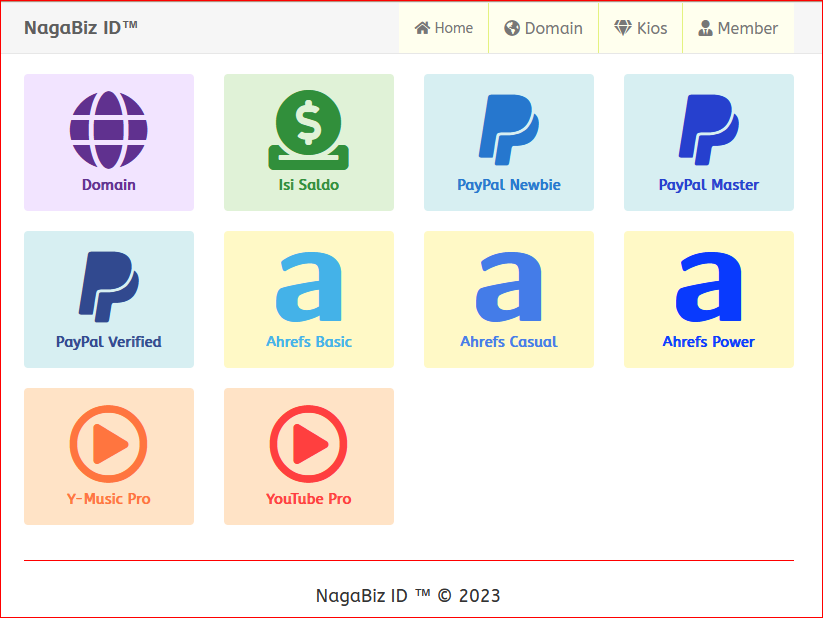 NagaBiz ID™ Home Domain Kios Member
Domain Isi Saldo PayPal Newbie PayPal Master
PayPal Verified Ahrefs Basic Ahrefs Casual Ahrefs Power
Y-Music Pro YouTube Pro
NagaBiz ID ™ © 2023